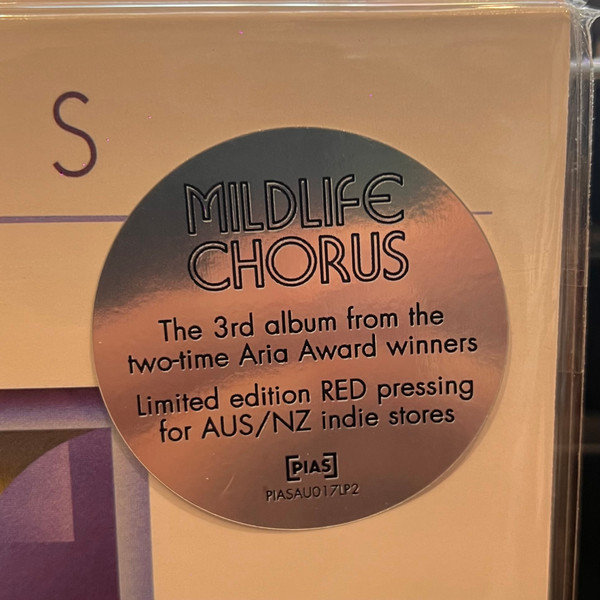 S
MILDLIFE
CHORUS
The 3rd album from the
two-time Aria Award winners
Limited edition RED pressing
for AUS/NZ indie stores
[PIAS]
PIASAU017LP2